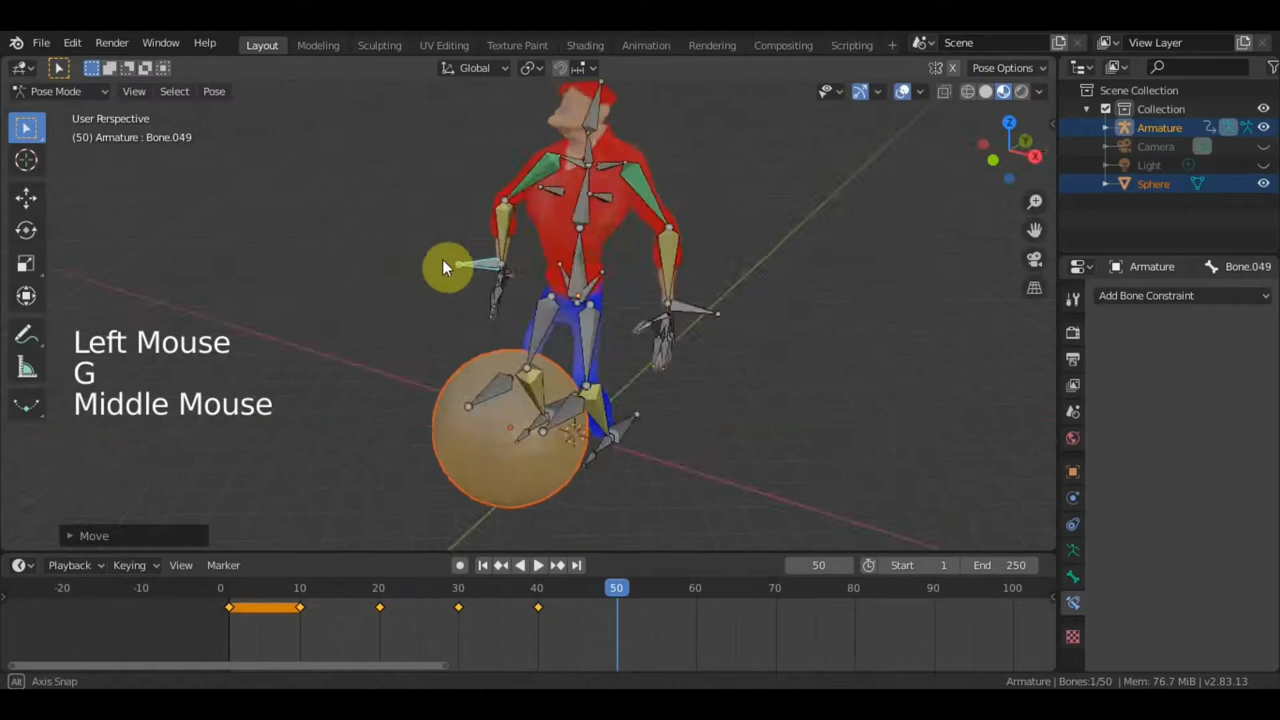 File Edit Render Window Help Layout Modeling Sculpting UV Editing Texture Paint Shading Animation Rendering Compositing Scripting + Scene View Layer
Global X Pose Options
Pose Mode View Select Pose
User Perspective
(50) Armature : Bone.049
Z
Y
X
Scene Collection
Collection
Armature
Camera
Light
Sphere
Armature Bone.049
Add Bone Constraint
Left Mouse
G
Middle Mouse
Move
Playback Keying View Marker 50 Start 1 End 250
-20 0 10 20 30 40 50 60 70 80 90 100
Alt Axis Snap Armature | Bones:1/50 | Mem: 76.7 MiB | v2.83.13